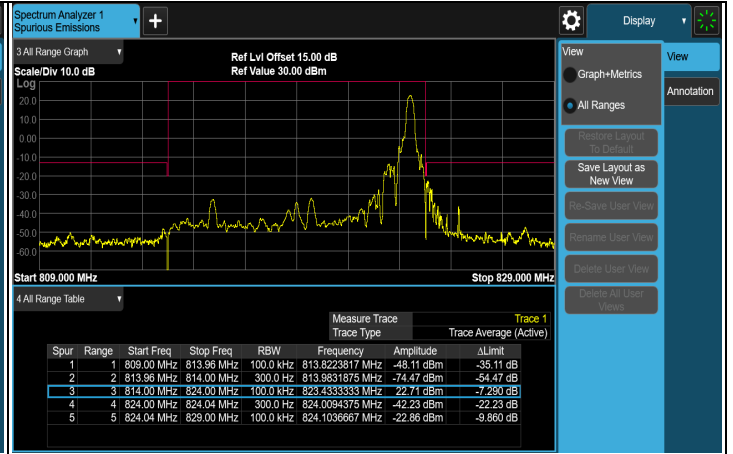 Spectrum Analyzer 1
Spurious Emissions
Display
3 All Range Graph
Ref Lvl Offset 15.00 dB
Scale/Div 10.0 dB
Ref Value 30.00 dBm
Log
20.0
10.0
0.00
-10.0
-20.0
-30.0
-40.0
-50.0
-60.0
Start 809.000 MHz
Stop 829.000 MHz
4 All Range Table
Measure Trace Trace 1
Trace Type Trace Average (Active)
Spur Range Start Freq Stop Freq RBW Frequency Amplitude ΔLimit
1 1 809.00 MHz 813.96 MHz 100.0 kHz 813.8223817 MHz -48.11 dBm -35.11 dB
2 2 813.96 MHz 814.00 MHz 300.0 Hz 813.9831875 MHz -74.47 dBm -54.47 dB
3 3 814.00 MHz 824.00 MHz 100.0 kHz 823.4333333 MHz 22.71 dBm -7.290 dB
4 4 824.00 MHz 824.04 MHz 300.0 Hz 824.0094375 MHz -42.23 dBm -22.23 dB
5 5 824.04 MHz 829.00 MHz 100.0 kHz 824.1036667 MHz -22.86 dBm -9.860 dB
View
Graph+Metrics
All Ranges
Restore Layout
To Default
Save Layout as
New View
Re-Save User View
Rename User View
Delete User View
Delete All User
Views
View
Annotation